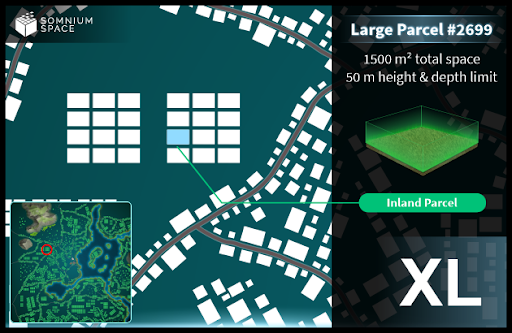 SOMNIUM
SPACE
Large Parcel #2699
1500 m² total space
50 m height & depth limit
Inland Parcel
XL